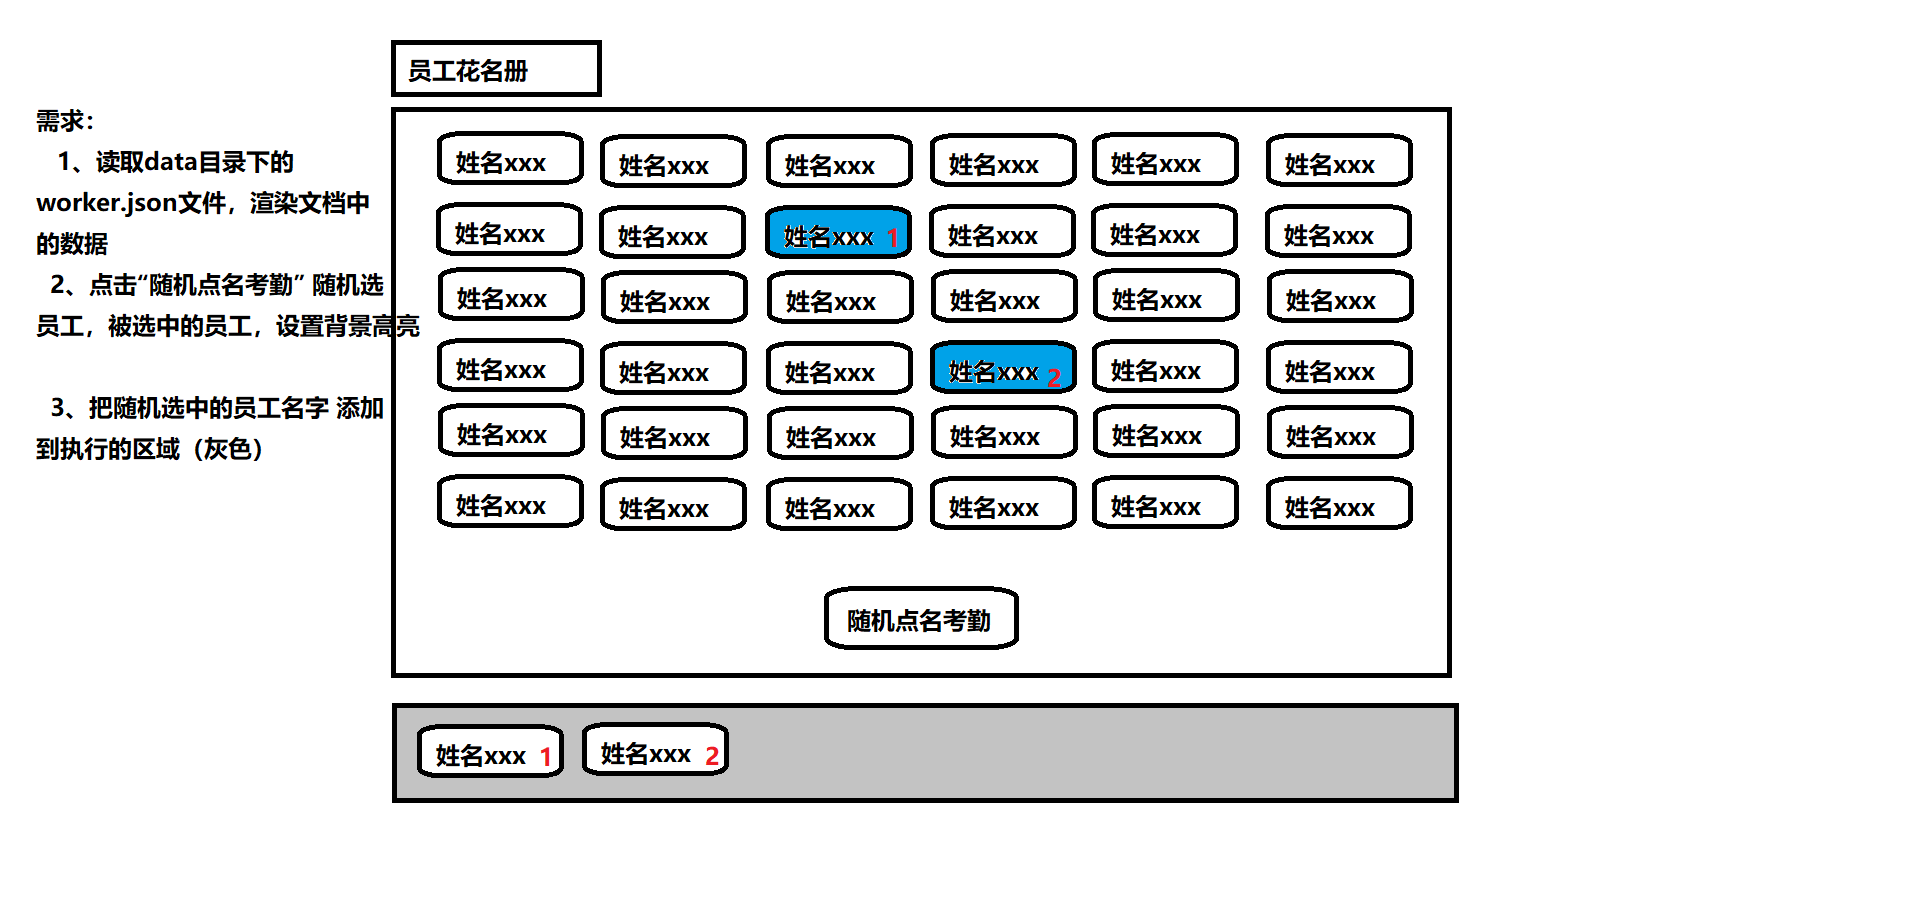 员工花名册
需求：
1、读取data目录下的
worker.json文件，渲染文档中
的数据
2、点击“随机点名考勤” 随机选
员工，被选中的员工，设置背景高亮
3、把随机选中的员工名字 添加
到执行的区域（灰色）
姓名xxx 姓名xxx 姓名xxx 姓名xxx 姓名xxx 姓名xxx
姓名xxx 姓名xxx 姓名xxx 1 姓名xxx 姓名xxx 姓名xxx
姓名xxx 姓名xxx 姓名xxx 姓名xxx 姓名xxx 姓名xxx
姓名xxx 姓名xxx 姓名xxx 姓名xxx 2 姓名xxx 姓名xxx
姓名xxx 姓名xxx 姓名xxx 姓名xxx 姓名xxx 姓名xxx
姓名xxx 姓名xxx 姓名xxx 姓名xxx 姓名xxx 姓名xxx
随机点名考勤
姓名xxx 1 姓名xxx 2